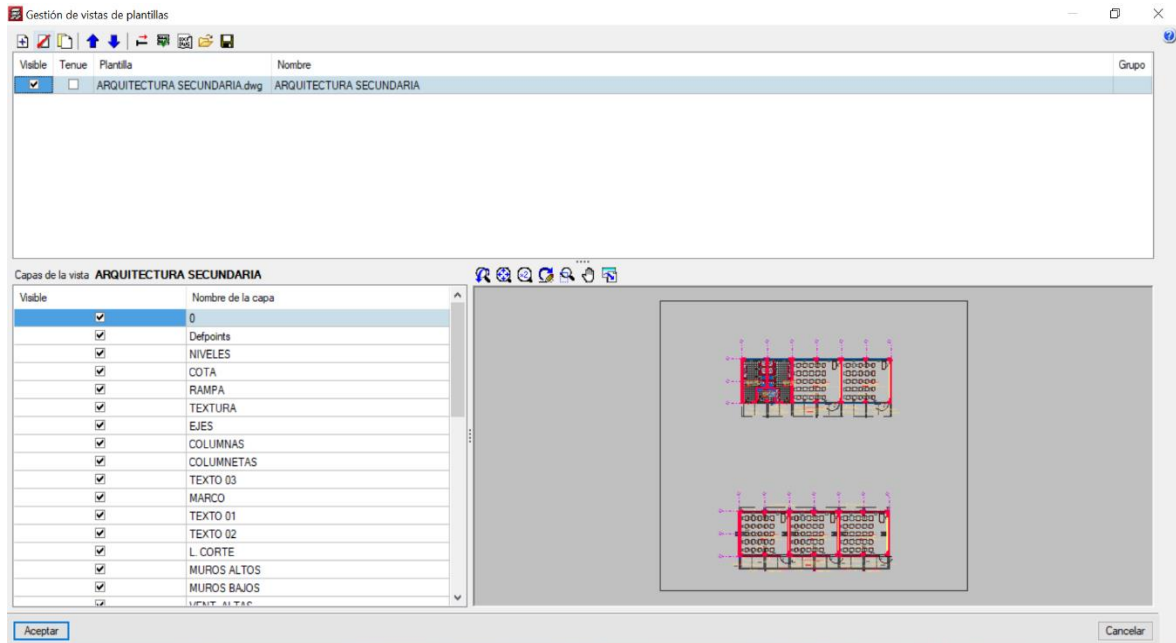 Gestión de vistas de plantillas
Visible Tenue Plantilla Nombre Grupo
ARQUITECTURA SECUNDARIA.dwg ARQUITECTURA SECUNDARIA
Capas de la vista ARQUITECTURA SECUNDARIA
Visible Nombre de la capa
0
Defpoints
NIVELES
COTA
RAMPA
TEXTURA
EJES
COLUMNAS
COLUMNETAS
TEXTO 03
MARCO
TEXTO 01
TEXTO 02
L. CORTE
MUROS ALTOS
MUROS BAJOS
VENT. ALTAS
Aceptar Cancelar